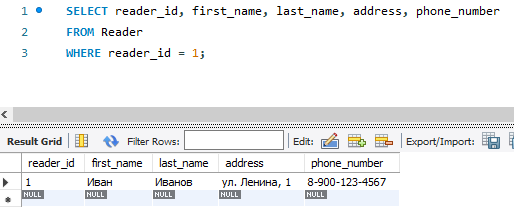 1 SELECT reader_id, first_name, last_name, address, phone_number
2 FROM Reader
3 WHERE reader_id = 1;
Result Grid Filter Rows: Edit: Export/Import:
reader_id first_name last_name address phone_number
1 Иван Иванов ул. Ленина, 1 8-900-123-4567
NULL NULL NULL NULL NULL